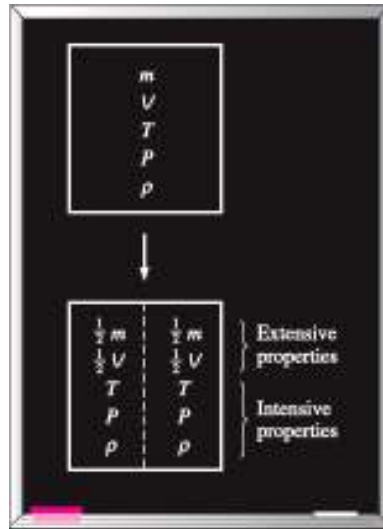 m
V
T
P
ρ
½ m ½ m
½ V ½ V
T T
P P
ρ ρ
Extensive
properties
Intensive
properties